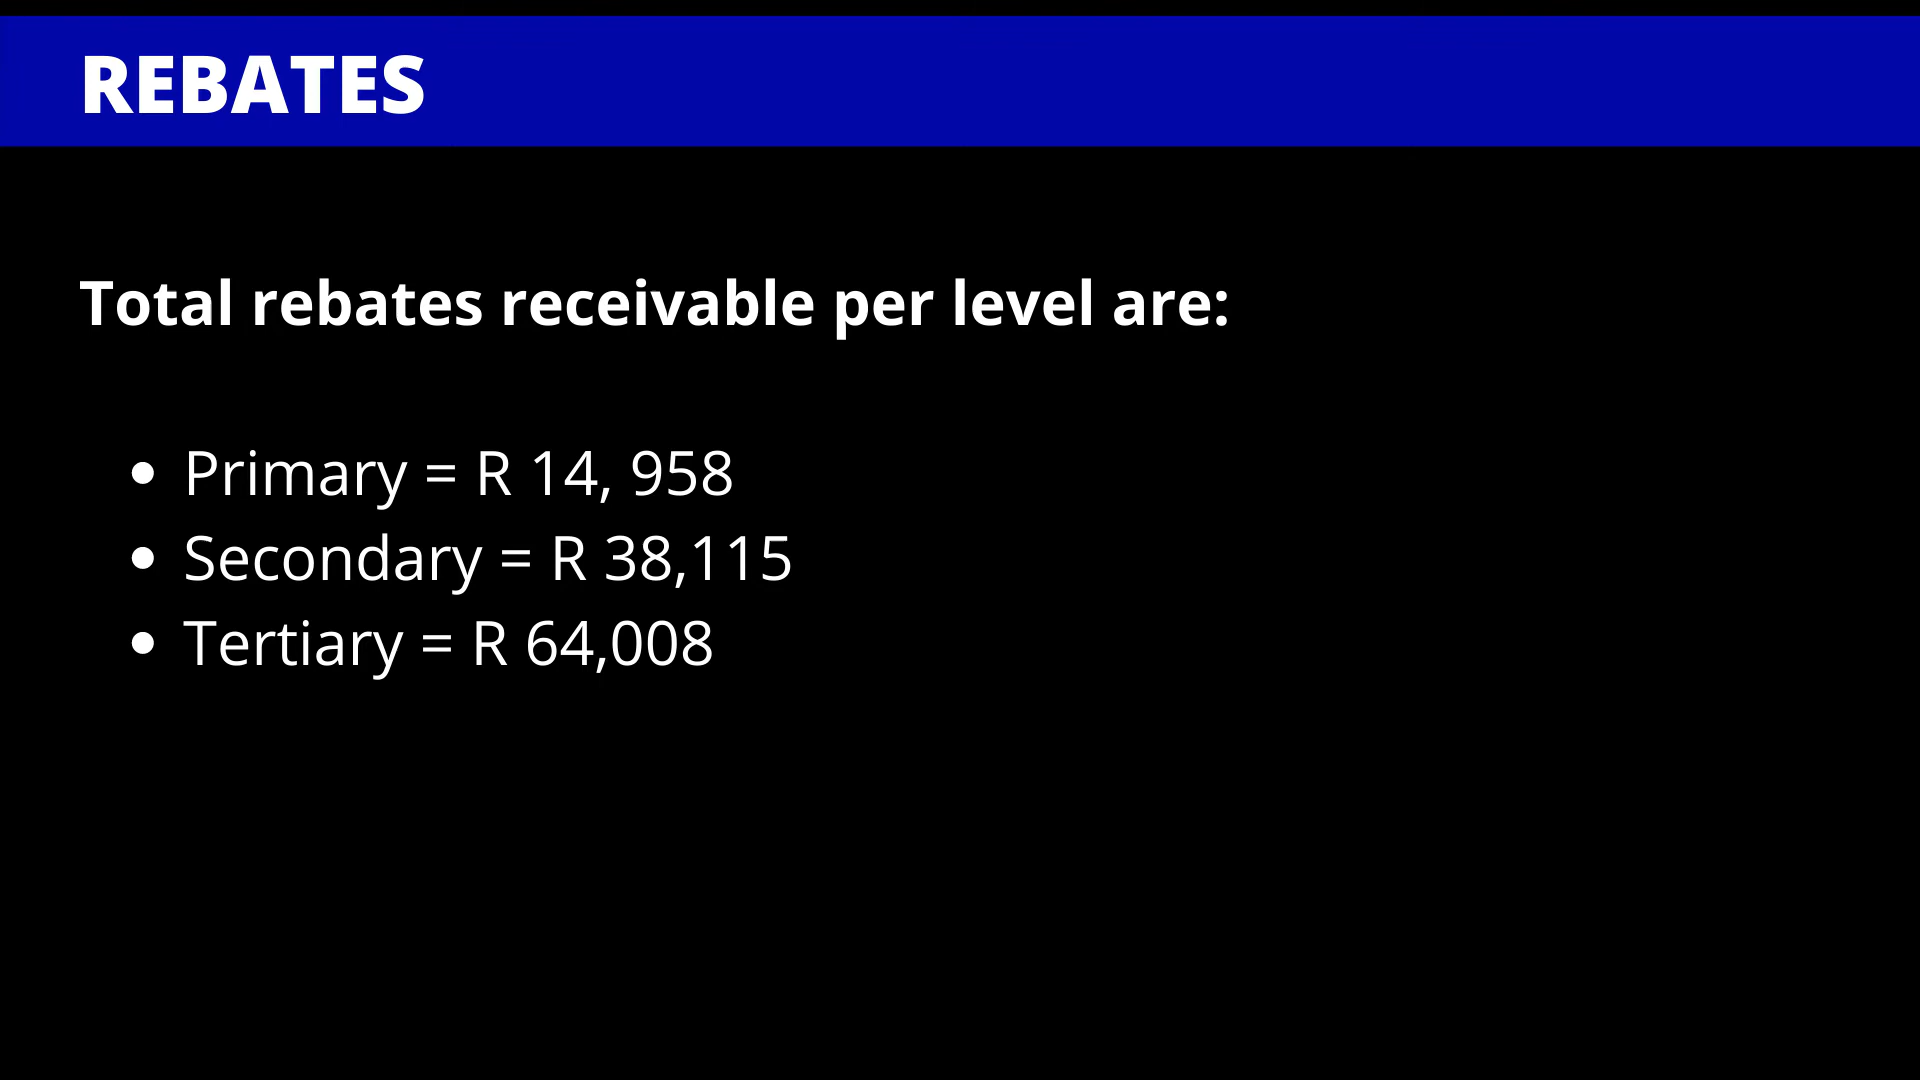 REBATES
Total rebates receivable per level are:
• Primary = R 14, 958
• Secondary = R 38,115
• Tertiary = R 64,008